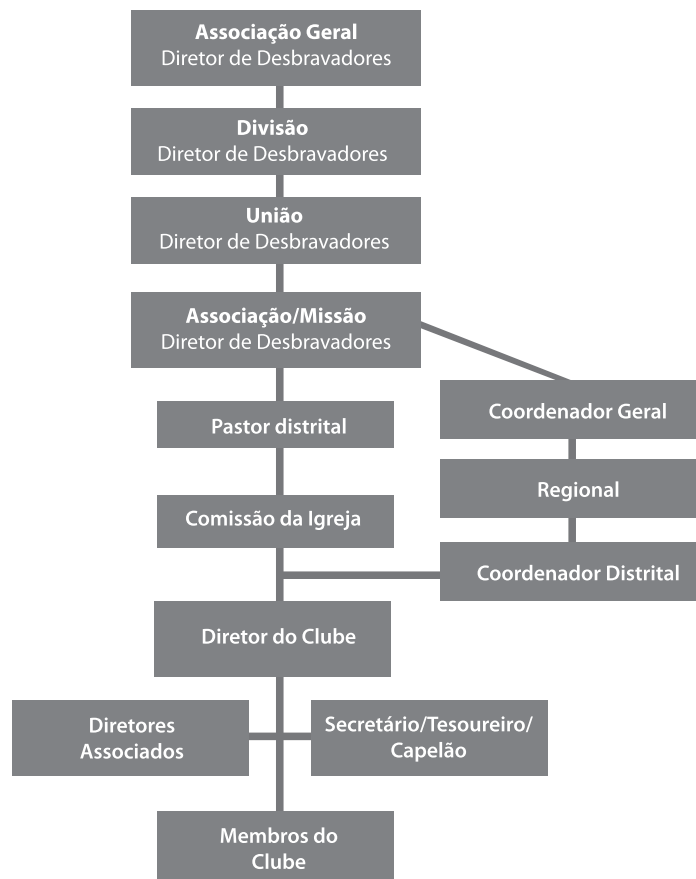 Associação Geral
Diretor de Desbravadores
Divisão
Diretor de Desbravadores
União
Diretor de Desbravadores
Associação/Missão
Diretor de Desbravadores
Pastor distrital
Coordenador Geral
Regional
Comissão da Igreja
Coordenador Distrital
Diretor do Clube
Diretores
Associados
Secretário/Tesoureiro/
Capelão
Membros do
Clube